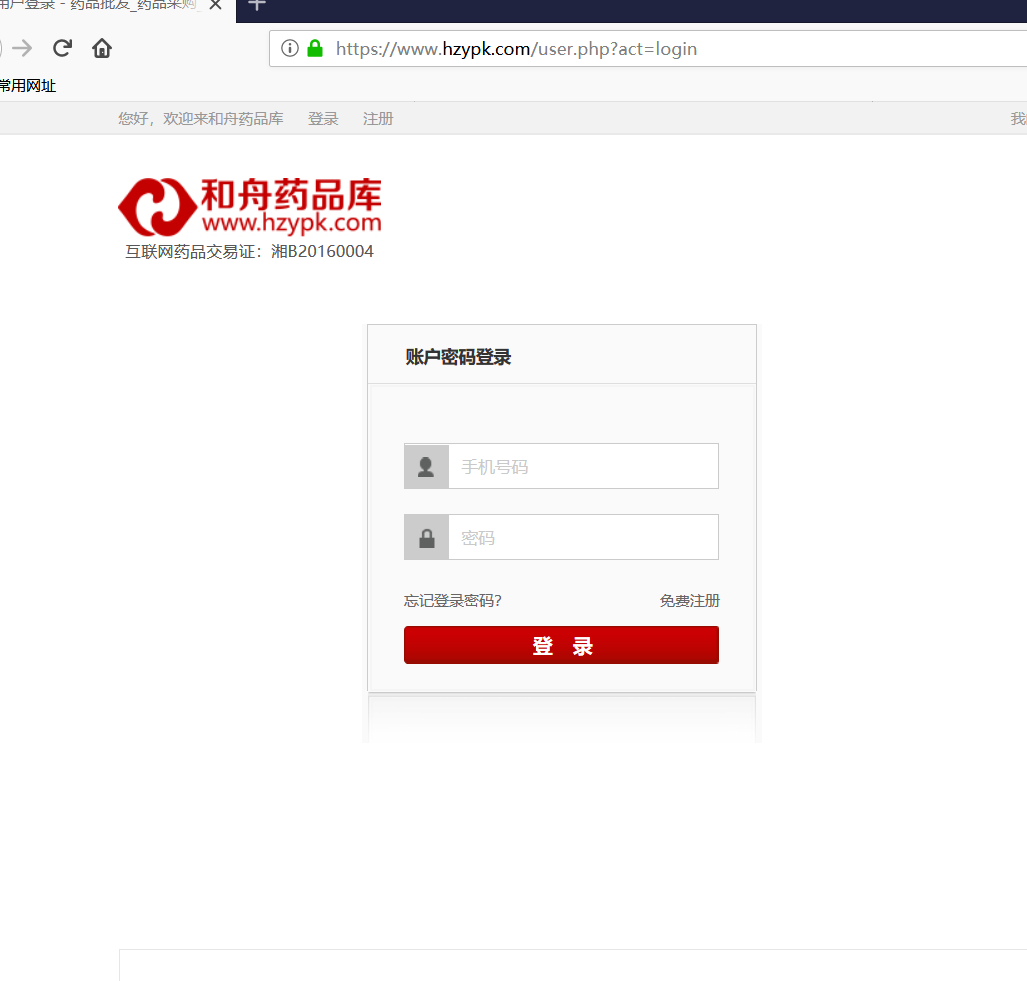 用户登录 - 药品批发_药品采购_
https://www.hzypk.com/user.php?act=login
常用网址
您好，欢迎来和舟药品库 登录 注册
和舟药品库
www.hzypk.com
互联网药品交易证：湘B20160004
账户密码登录
手机号码
密码
忘记登录密码? 免费注册
登 录